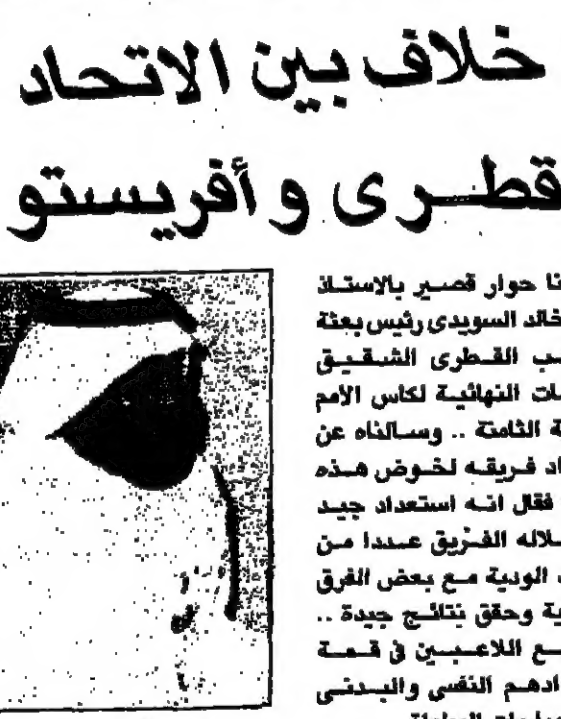 خلاف بين الاتحاد
قطرى و أفريستو
نا حوار قصير بالاستاذ
خالد السويدى رئيس بعثة
ب القطرى الشقيق
ات النهائية لكاس الامم
ة الثامنة .. وسالناه عن
اد فريقه لخوض هذه
فقال انه استعداد جيد
لاله الفريق عددا من
الودية مع بعض الفرق
ية وحقق نتائج جيدة ..
ع اللاعبين فى قمة
ادهم النفسى والبدنى